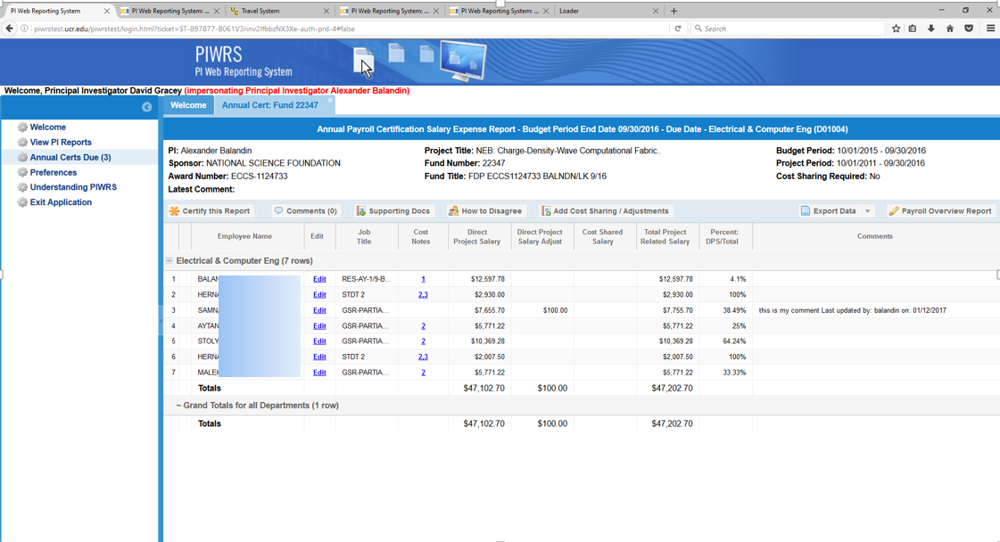 PI Web Reporting System
UCR PI Web Reporting System: ...
UC Travel System
UCR PI Web Reporting System: ...
UCR PI Web Reporting System: ...
Loader
piwrstest.ucr.edu/piwrstest/login.html?ticket=ST-897877-B061V3nnv2IfbbzNX3Xe-auth-prd-4#false
Search
PIWRS
PI Web Reporting System
Welcome, Principal Investigator David Gracey (Impersonating Principal Investigator Alexander Balandin)
Welcome
View PI Reports
Annual Certs Due (3)
Preferences
Understanding PIWRS
Exit Application
Welcome
Annual Cert: Fund 22347
Annual Payroll Certification Salary Expense Report - Budget Period End Date 09/30/2016 - Due Date - Electrical & Computer Eng (D01004)
PI: Alexander Balandin
Project Title: NEB: Charge-Density-Wave Computational Fabric..
Budget Period: 10/01/2015 - 09/30/2016
Sponsor: NATIONAL SCIENCE FOUNDATION
Fund Number: 22347
Project Period: 10/01/2011 - 09/30/2016
Award Number: ECCS-1124733
Fund Title: FDP ECCS1124733 BALNDN/LK 9/16
Cost Sharing Required: No
Latest Comment:
Certify this Report
Comments (0)
Supporting Docs
How to Disagree
Add Cost Sharing / Adjustments
Export Data
Payroll Overview Report
Employee Name
Edit
Job
Title
Cost
Notes
Direct
Project Salary
Direct Project
Salary Adjust
Cost Shared
Salary
Total Project
Related Salary
Percent:
DPS/Total
Comments
Electrical & Computer Eng (7 rows)
1 BALAN Edit RES-AY-1/9-B... 1 $12,597.78 $12,597.78 4.1%
2 HERNA Edit STDT 2 2,3 $2,930.00 $2,930.00 100%
3 SAMN Edit GSR-PARTIA... $7,655.70 $100.00 $7,755.70 38.49% this is my comment Last updated by: balandin on: 01/12/2017
4 AYTAN Edit GSR-PARTIA... 2 $5,771.22 $5,771.22 25%
5 STOLY Edit GSR-PARTIA... 2 $10,369.28 $10,369.28 64.24%
6 HERNA Edit STDT 2 2,3 $2,007.50 $2,007.50 100%
7 MALEK Edit GSR-PARTIA... 2 $5,771.22 $5,771.22 33.33%
Totals $47,102.70 $100.00 $47,202.70
~ Grand Totals for all Departments (1 row)
Totals $47,102.70 $100.00 $47,202.70